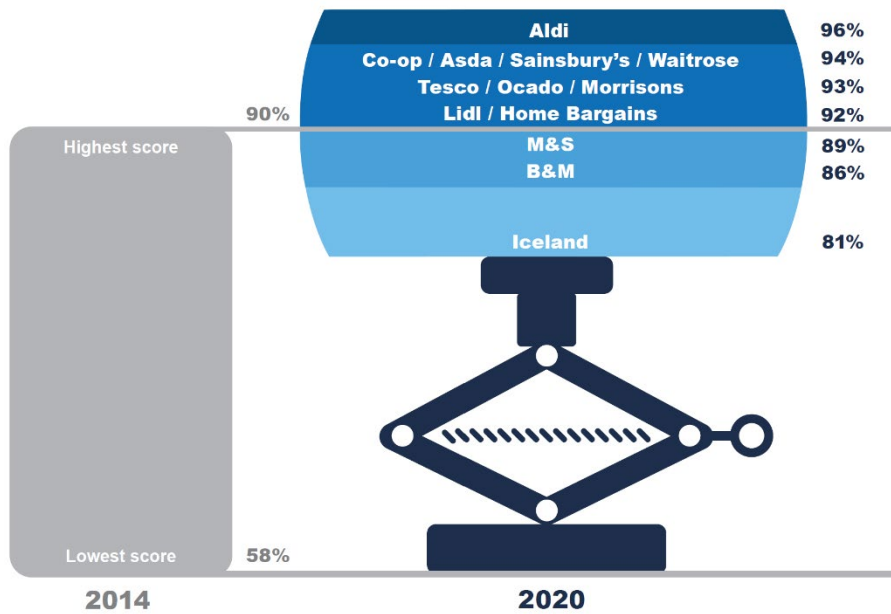 Aldi 96%
Co-op / Asda / Sainsbury's / Waitrose 94%
Tesco / Ocado / Morrisons 93%
90% Lidl / Home Bargains 92%
Highest score M&S 89%
B&M 86%
Iceland 81%
Lowest score 58%
2014 2020